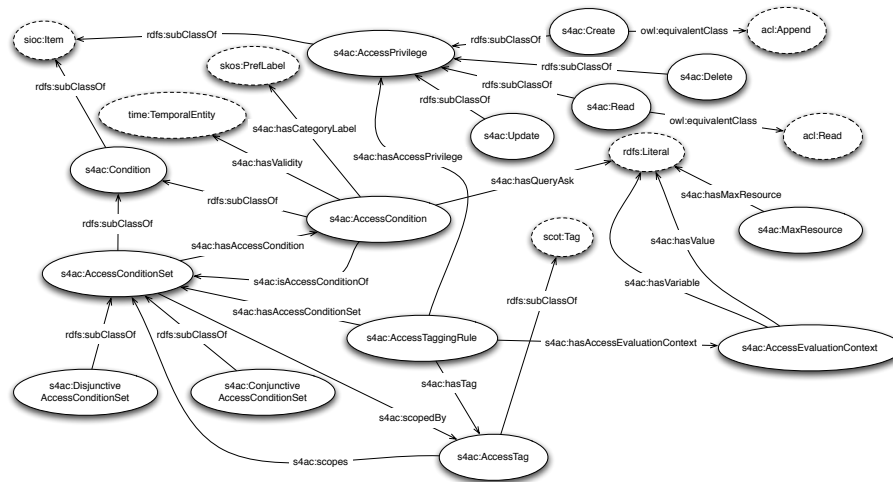 sioc:Item
rdfs:subClassOf
s4ac:AccessPrivilege
rdfs:subClassOf
s4ac:Create
owl:equivalentClass
acl:Append
skos:PrefLabel
rdfs:subClassOf
s4ac:Delete
rdfs:subClassOf
rdfs:subClassOf
s4ac:Read
rdfs:subClassOf
time:TemporalEntity
s4ac:hasCategoryLabel
s4ac:Update
owl:equivalentClass
acl:Read
s4ac:hasValidity
s4ac:hasAccessPrivilege
rdfs:Literal
s4ac:Condition
s4ac:hasQueryAsk
s4ac:hasMaxResource
rdfs:subClassOf
s4ac:AccessCondition
rdfs:subClassOf
s4ac:MaxResource
s4ac:hasAccessCondition
scot:Tag
s4ac:hasValue
s4ac:AccessConditionSet
s4ac:isAccessConditionOf
s4ac:hasVariable
rdfs:subClassOf
s4ac:hasAccessConditionSet
rdfs:subClassOf
rdfs:subClassOf
s4ac:AccessTaggingRule
s4ac:hasAccessEvaluationContext
s4ac:AccessEvaluationContext
s4ac:Disjunctive
AccessConditionSet
s4ac:Conjunctive
AccessConditionSet
s4ac:hasTag
s4ac:scopedBy
s4ac:scopes
s4ac:AccessTag